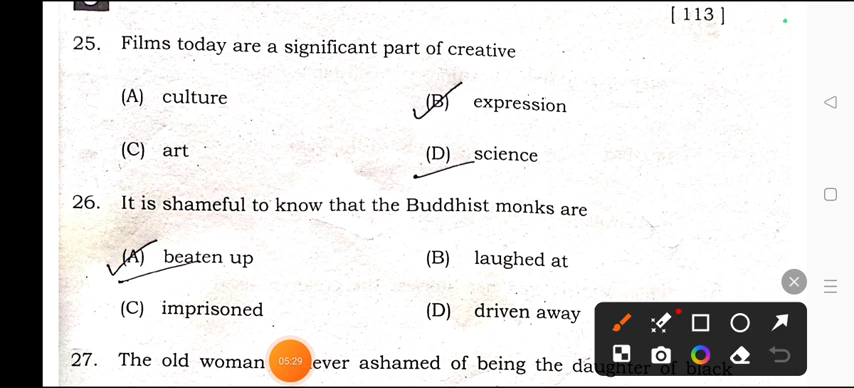 [ 113 ]
25. Films today are a significant part of creative
(A) culture (B) expression
(C) art (D) science
26. It is shameful to know that the Buddhist monks are
(A) beaten up (B) laughed at
(C) imprisoned (D) driven away
27. The old woman ever ashamed of being the daughter of black
05:29